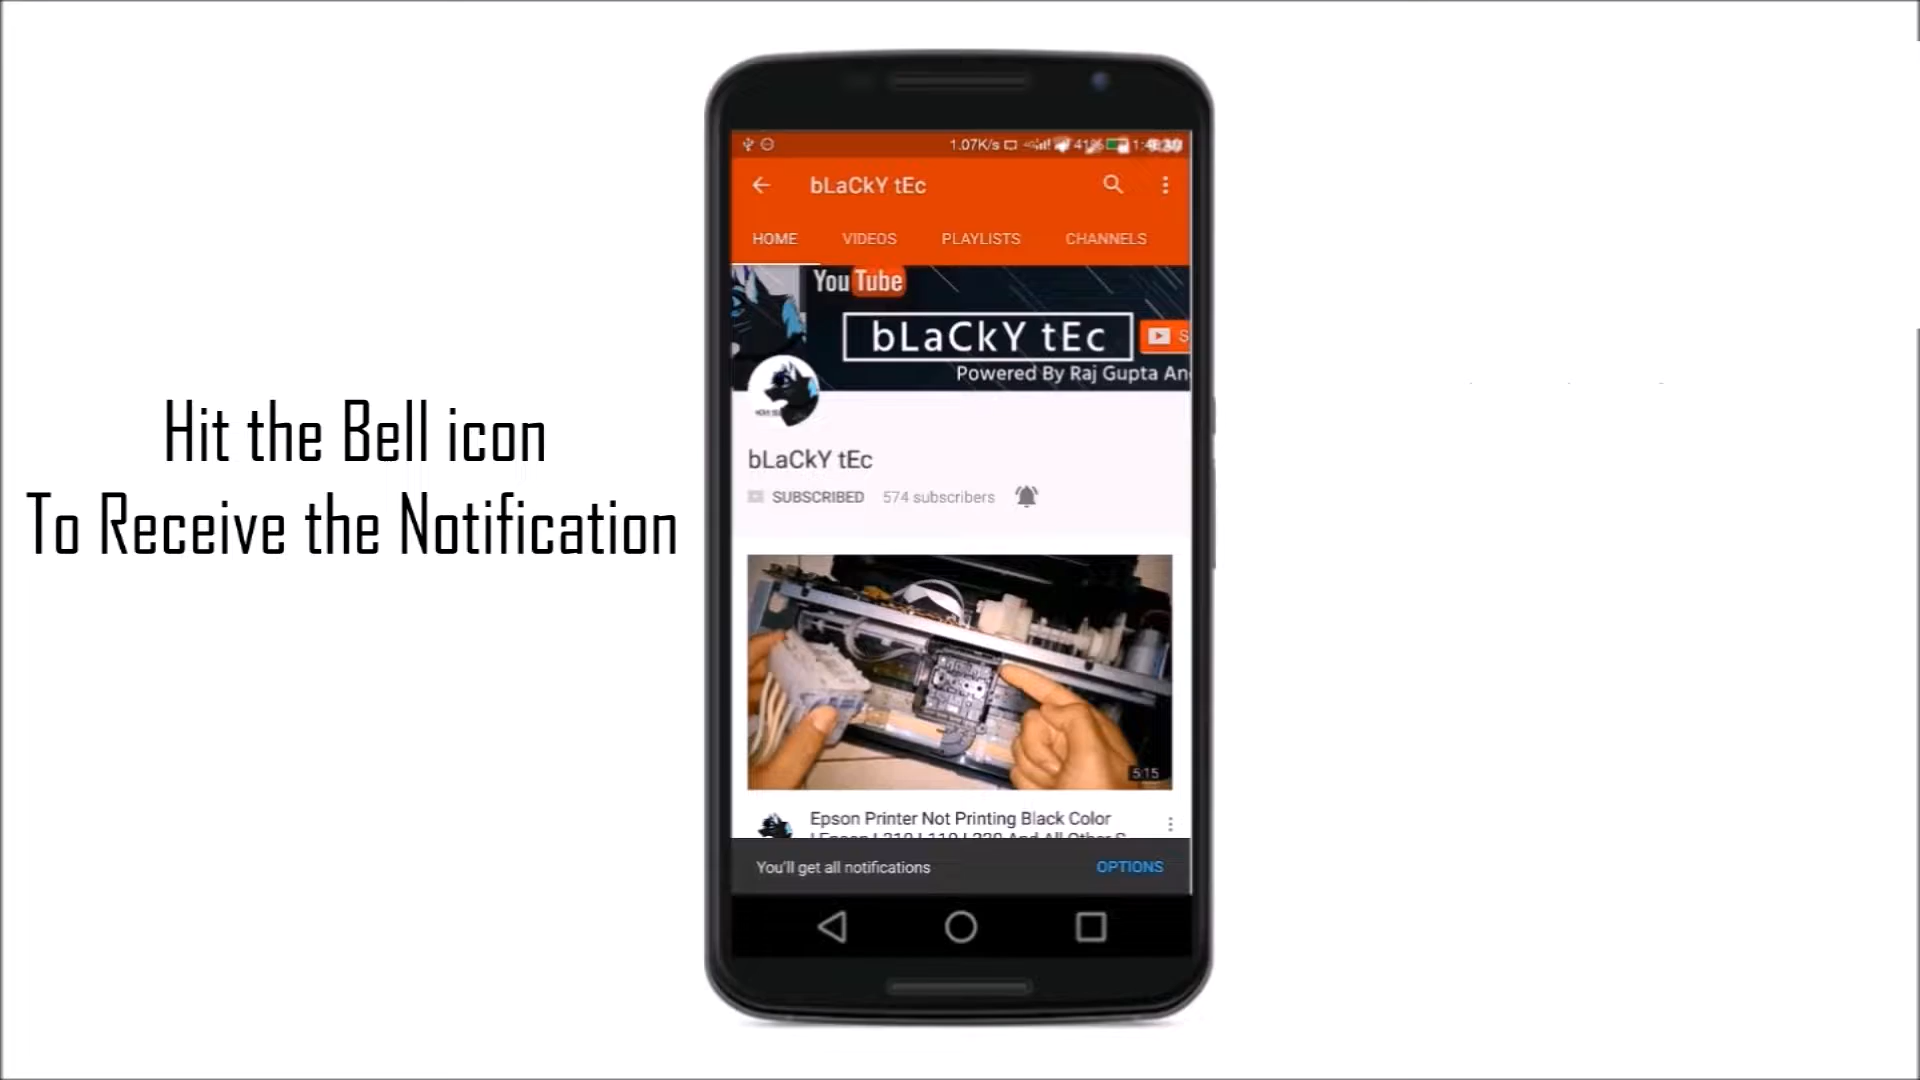 Hit the Bell icon
To Receive the Notification
1.07K/s 41%
bLaCkY tEc
HOME VIDEOS PLAYLISTS CHANNELS
You Tube
bLaCkY tEc
S
Powered By Raj Gupta An
bLaCkY tEc
SUBSCRIBED 574 subscribers
5:15
Epson Printer Not Printing Black Color
You'll get all notifications OPTIONS